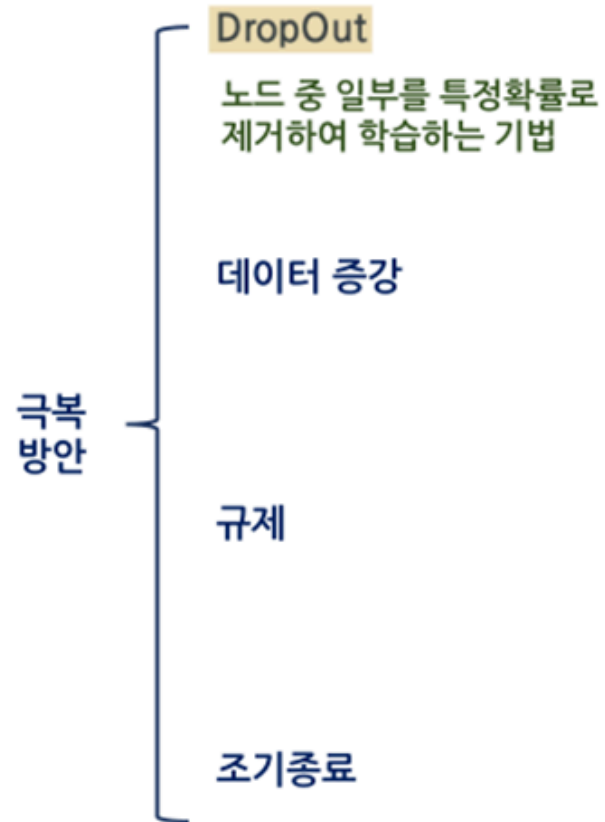 DropOut
노드 중 일부를 특정확률로
제거하여 학습하는 기법
데이터 증강
극복
방안
규제
조기종료